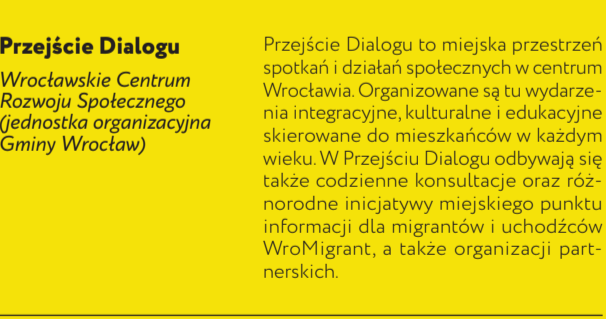 Przejście Dialogu
Wrocławskie Centrum
Rozwoju Społecznego
(jednostka organizacyjna
Gminy Wrocław)
Przejście Dialogu to miejska przestrzeń
spotkań i działań społecznych w centrum
Wrocławia. Organizowane są tu wydarze-
nia integracyjne, kulturalne i edukacyjne
skierowane do mieszkańców w każdym
wieku. W Przejściu Dialogu odbywają się
także codzienne konsultacje oraz róż-
norodne inicjatywy miejskiego punktu
informacji dla migrantów i uchodźców
WroMigrant, a także organizacji part-
nerskich.